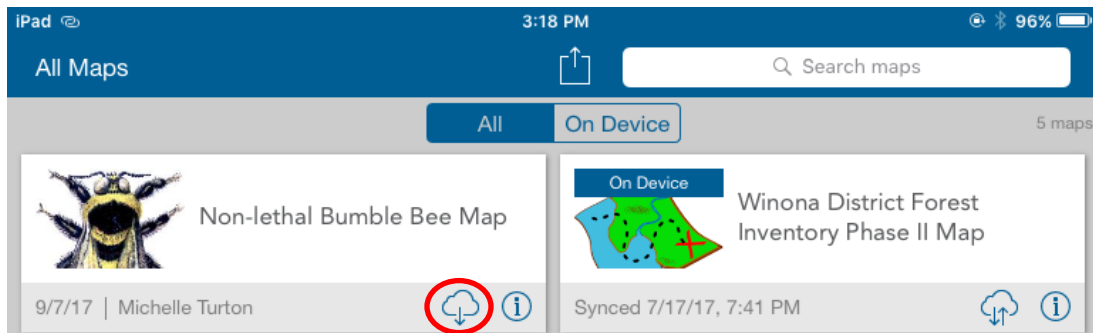 iPad 3:18 PM 96%
All Maps Search maps
All On Device 5 maps
Non-lethal Bumble Bee Map
9/7/17 | Michelle Turton
On Device
Winona District Forest
Inventory Phase II Map
Synced 7/17/17, 7:41 PM